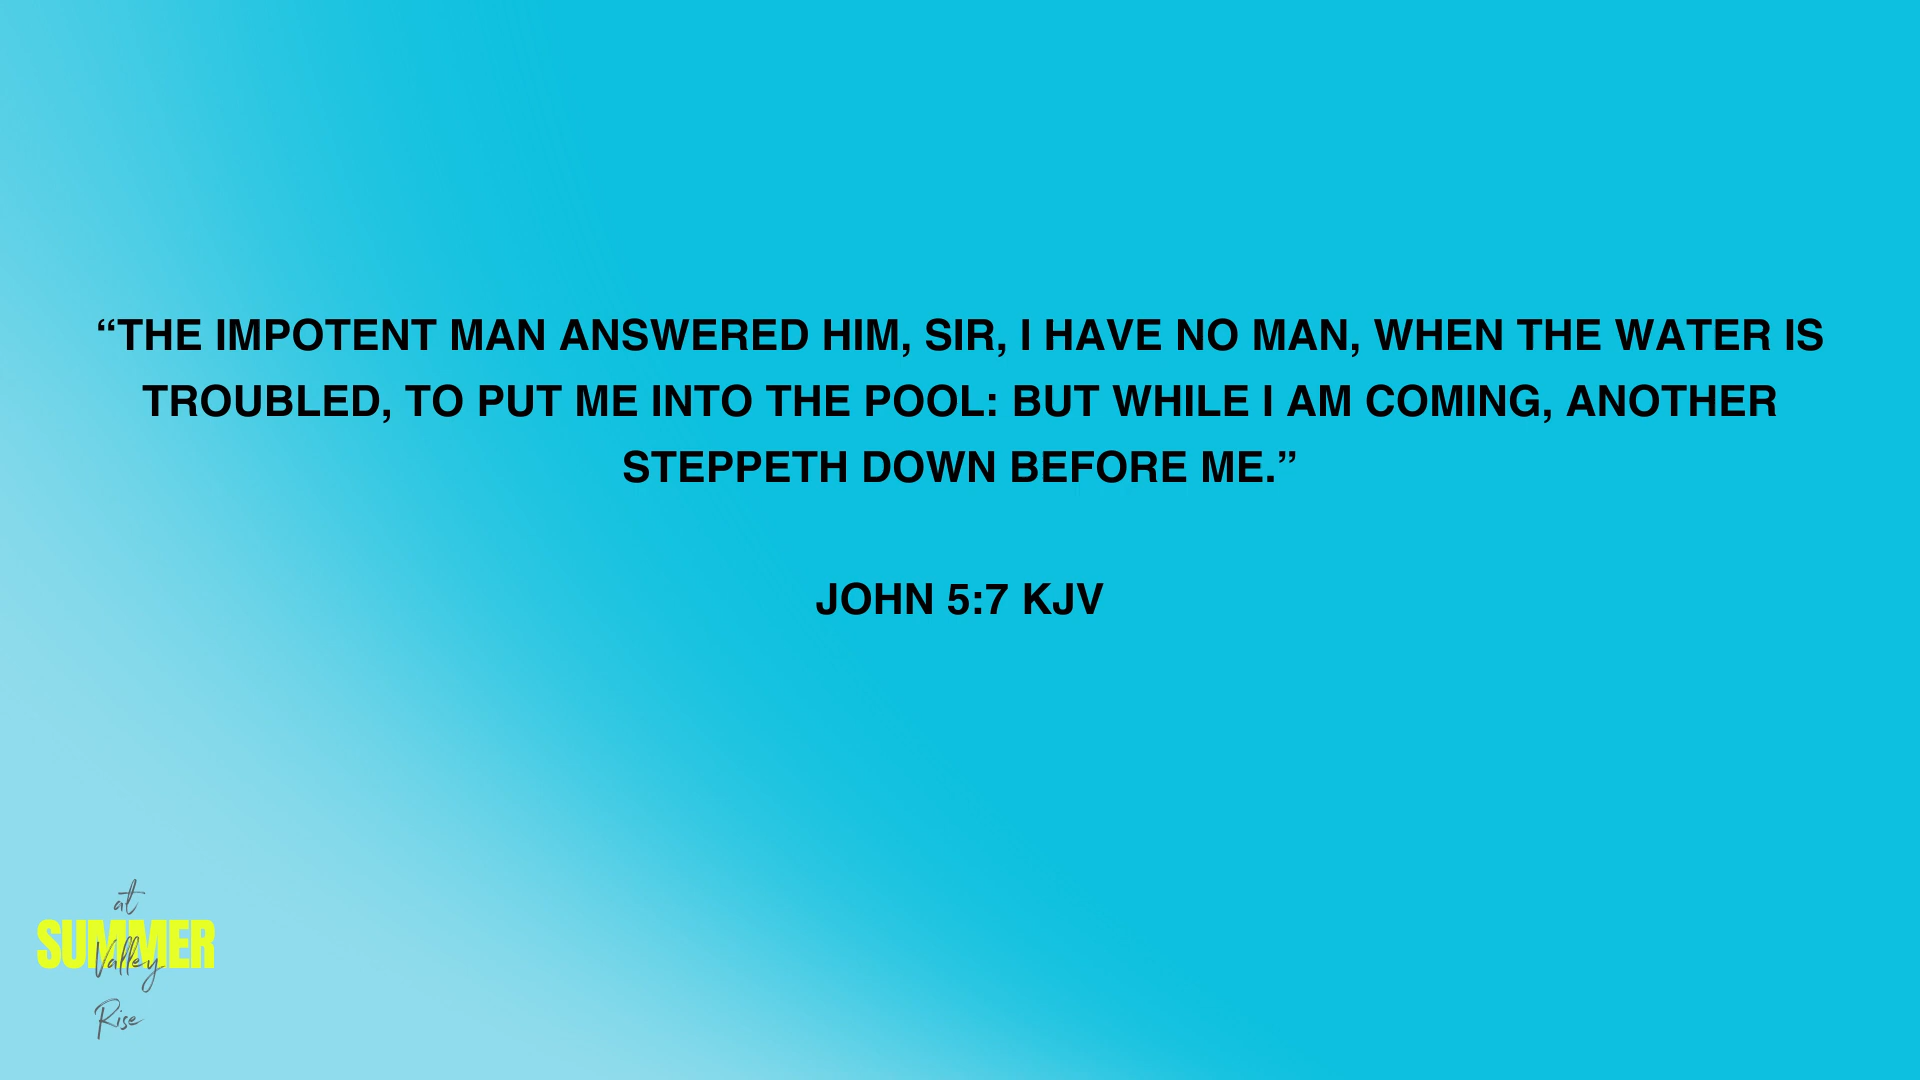 “THE IMPOTENT MAN ANSWERED HIM, SIR, I HAVE NO MAN, WHEN THE WATER IS
TROUBLED, TO PUT ME INTO THE POOL: BUT WHILE I AM COMING, ANOTHER
STEPPETH DOWN BEFORE ME.”
JOHN 5:7 KJV
at
SUMMER
Valley
Rise